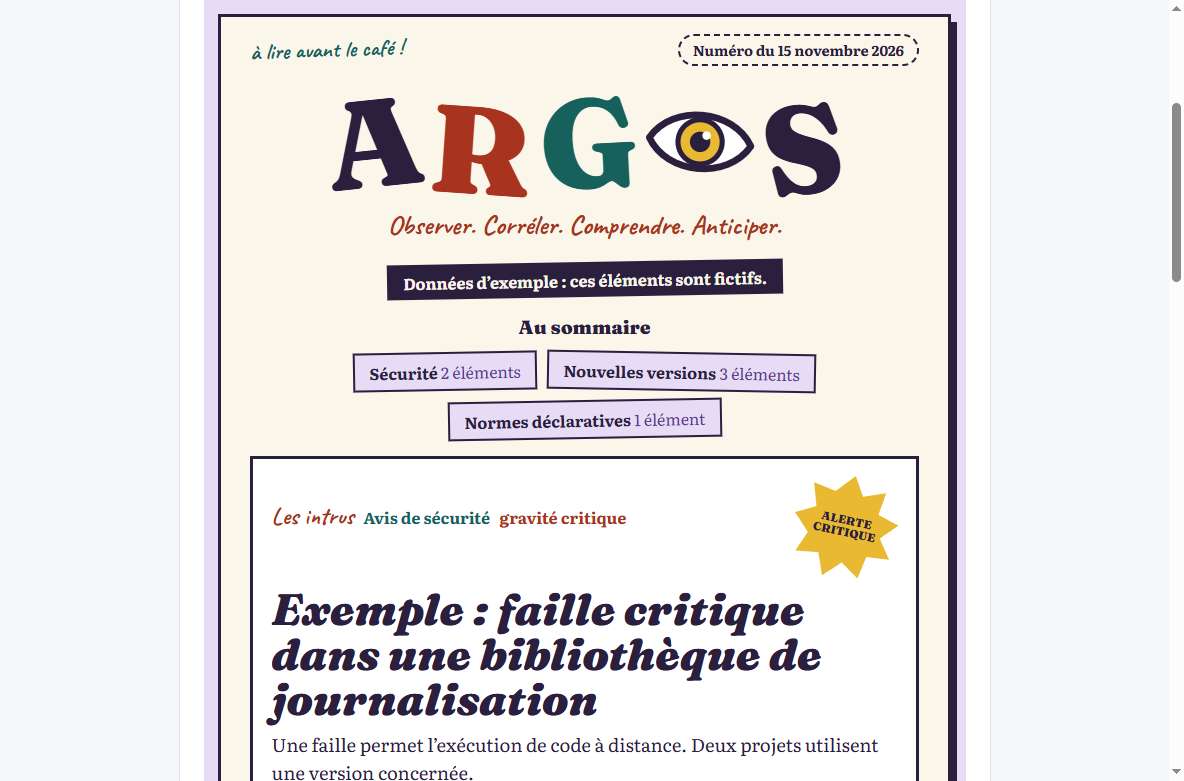 à lire avant le café !
Numéro du 15 novembre 2026
ARGOS
Observer. Corréler. Comprendre. Anticiper.
Données d’exemple : ces éléments sont fictifs.
Au sommaire
Sécurité 2 éléments
Nouvelles versions 3 éléments
Normes déclaratives 1 élément
Les intrus Avis de sécurité gravité critique
ALERTE
CRITIQUE
Exemple : faille critique
dans une bibliothèque de
journalisation
Une faille permet l’exécution de code à distance. Deux projets utilisent
une version concernée.